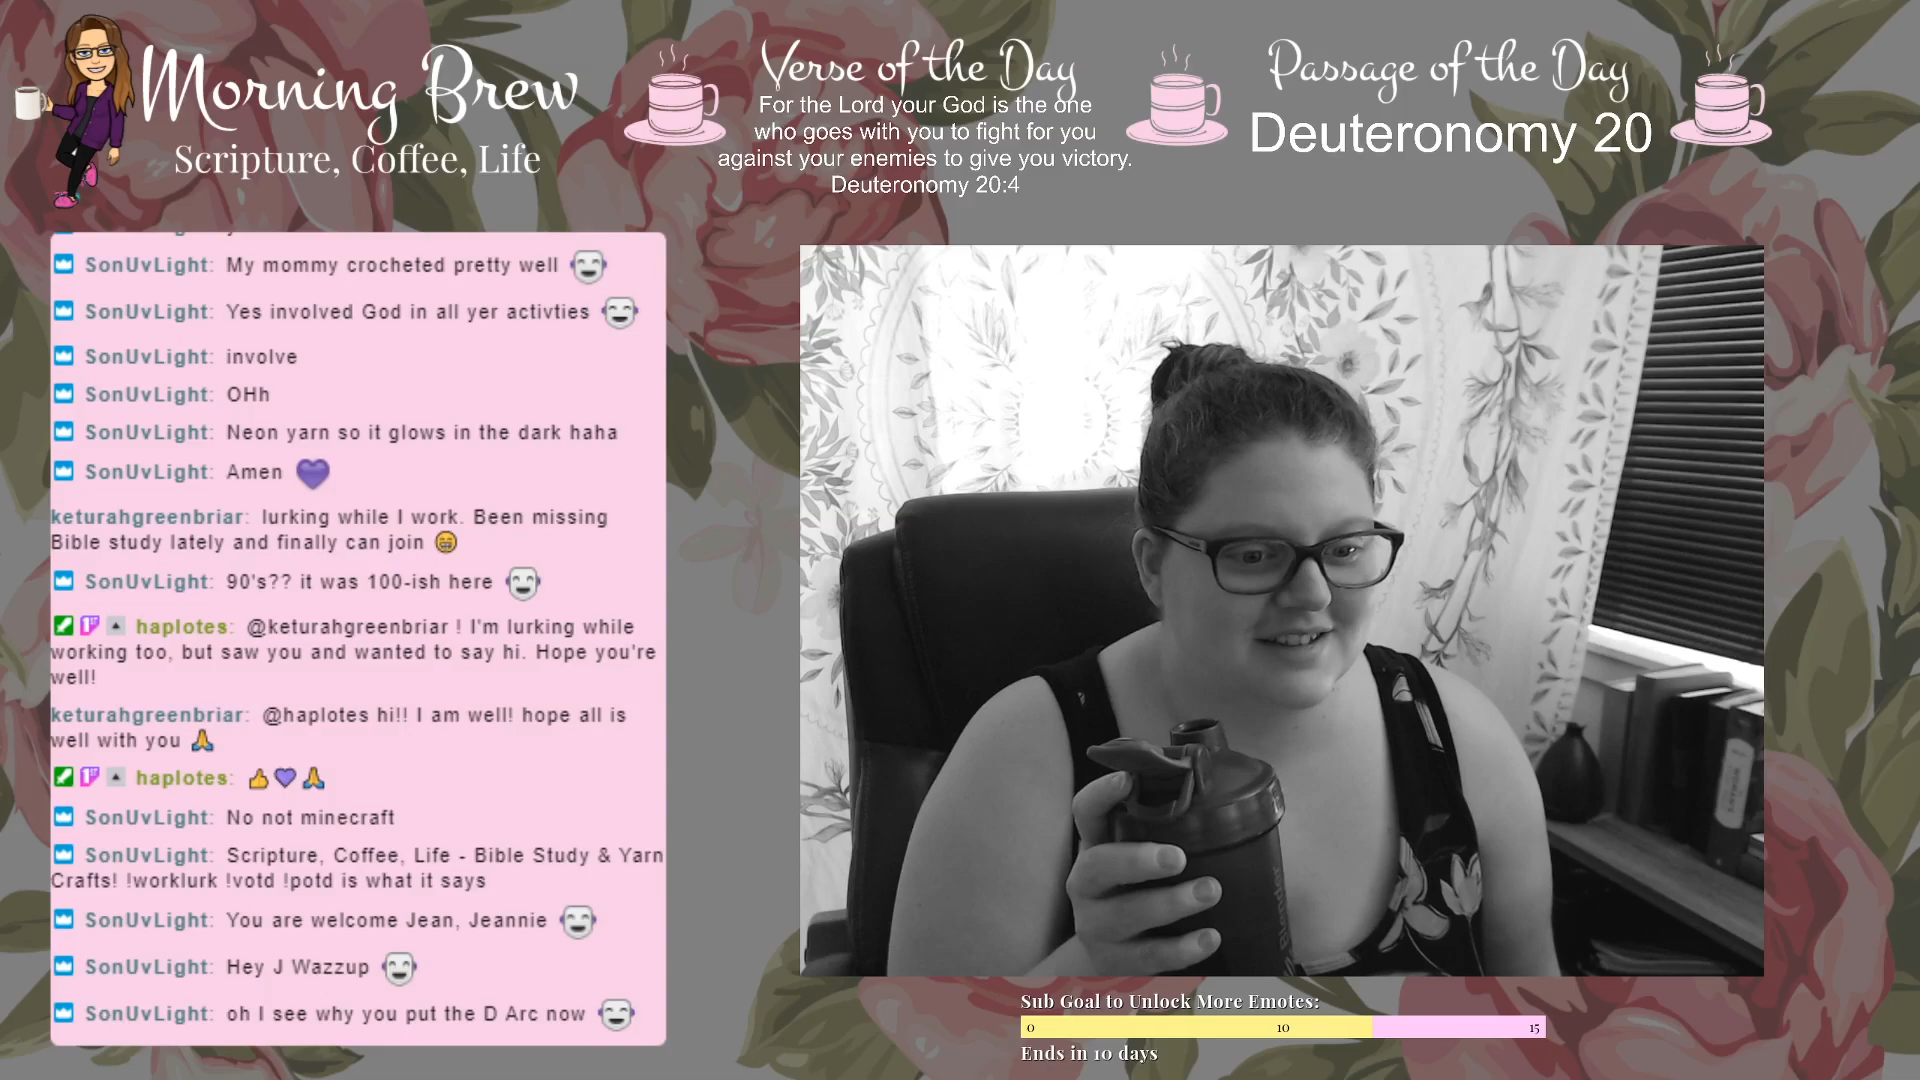 Morning Brew
Scripture, Coffee, Life
Verse of the Day
For the Lord your God is the one
who goes with you to fight for you
against your enemies to give you victory.
Deuteronomy 20:4
Passage of the Day
Deuteronomy 20
SonUvLight: My mommy crocheted pretty well
SonUvLight: Yes involved God in all yer activties
SonUvLight: involve
SonUvLight: OHh
SonUvLight: Neon yarn so it glows in the dark haha
SonUvLight: Amen 💜
keturahgreenbriar: lurking while I work. Been missing
Bible study lately and finally can join 😁
SonUvLight: 90's?? it was 100-ish here
haplotes: @keturahgreenbriar ! I'm lurking while
working too, but saw you and wanted to say hi. Hope you're
well!
keturahgreenbriar: @haplotes hi!! I am well! hope all is
well with you 🙏
haplotes: 👍💜🙏
SonUvLight: No not minecraft
SonUvLight: Scripture, Coffee, Life - Bible Study & Yarn
Crafts! !worklurk !votd !potd is what it says
SonUvLight: You are welcome Jean, Jeannie
SonUvLight: Hey J Wazzup
SonUvLight: oh I see why you put the D Arc now
Sub Goal to Unlock More Emotes:
0 10 15
Ends in 10 days